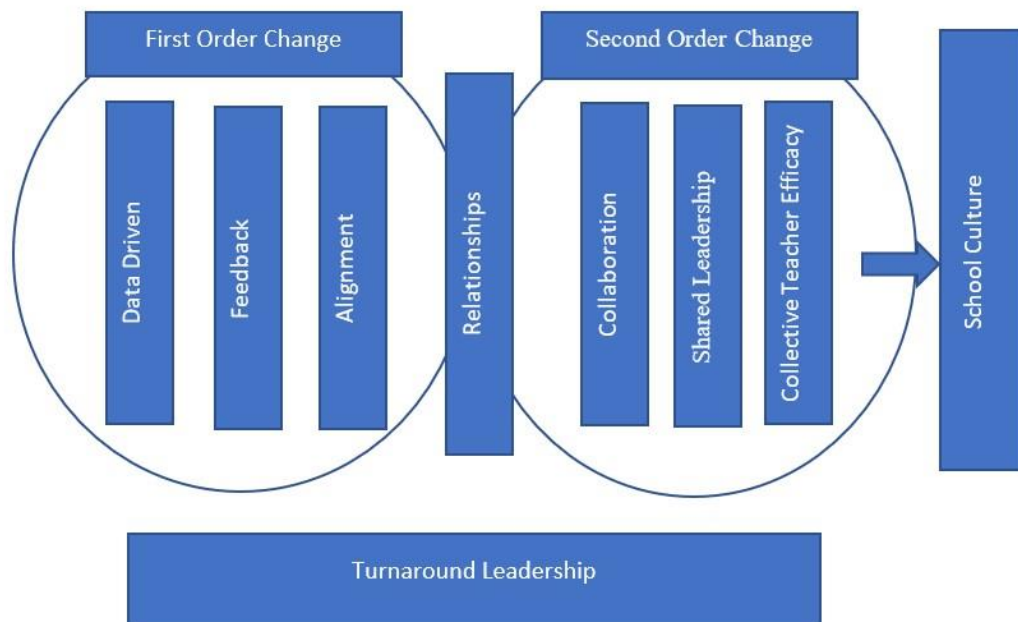 First Order Change
Second Order Change
Data Driven
Feedback
Alignment
Relationships
Collaboration
Shared Leadership
Collective Teacher Efficacy
School Culture
Turnaround Leadership